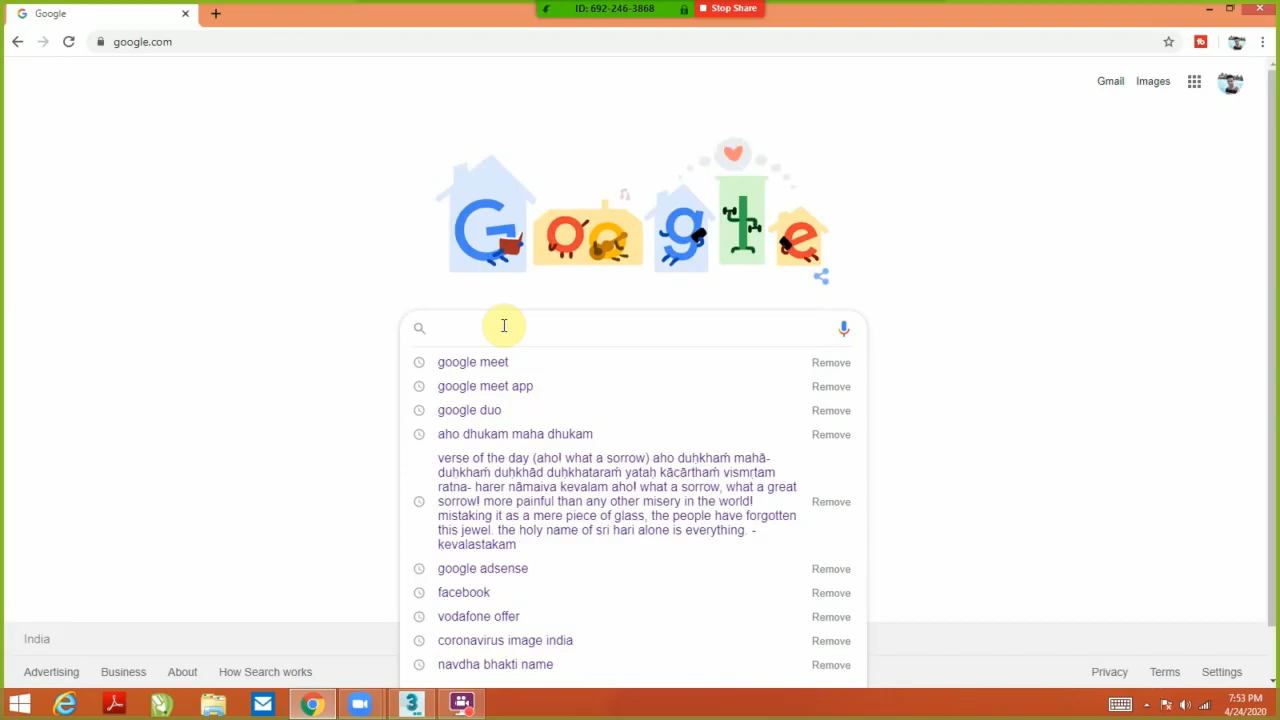 Google
ID: 692-246-3868
Stop Share
google.com
Gmail
Images
Google
google meet
Remove
google meet app
Remove
google duo
Remove
aho dhukam maha dhukam
Remove
verse of the day (aho! what a sorrow) aho duḥkhaṁ mahā-
duḥkhaṁ duḥkhād duḥkhataraṁ yataḥ kācārthaṁ vismṛtam
ratna- harer nāmaiva kevalam aho! what a sorrow, what a great
sorrow! more painful than any other misery in the world!
mistaking it as a mere piece of glass, the people have forgotten
this jewel. the holy name of sri hari alone is everything. -
kevalastakam
Remove
google adsense
Remove
facebook
Remove
vodafone offer
Remove
coronavirus image india
Remove
navdha bhakti name
Remove
India
Advertising
Business
About
How Search works
Privacy
Terms
Settings
7:53 PM
4/24/2020